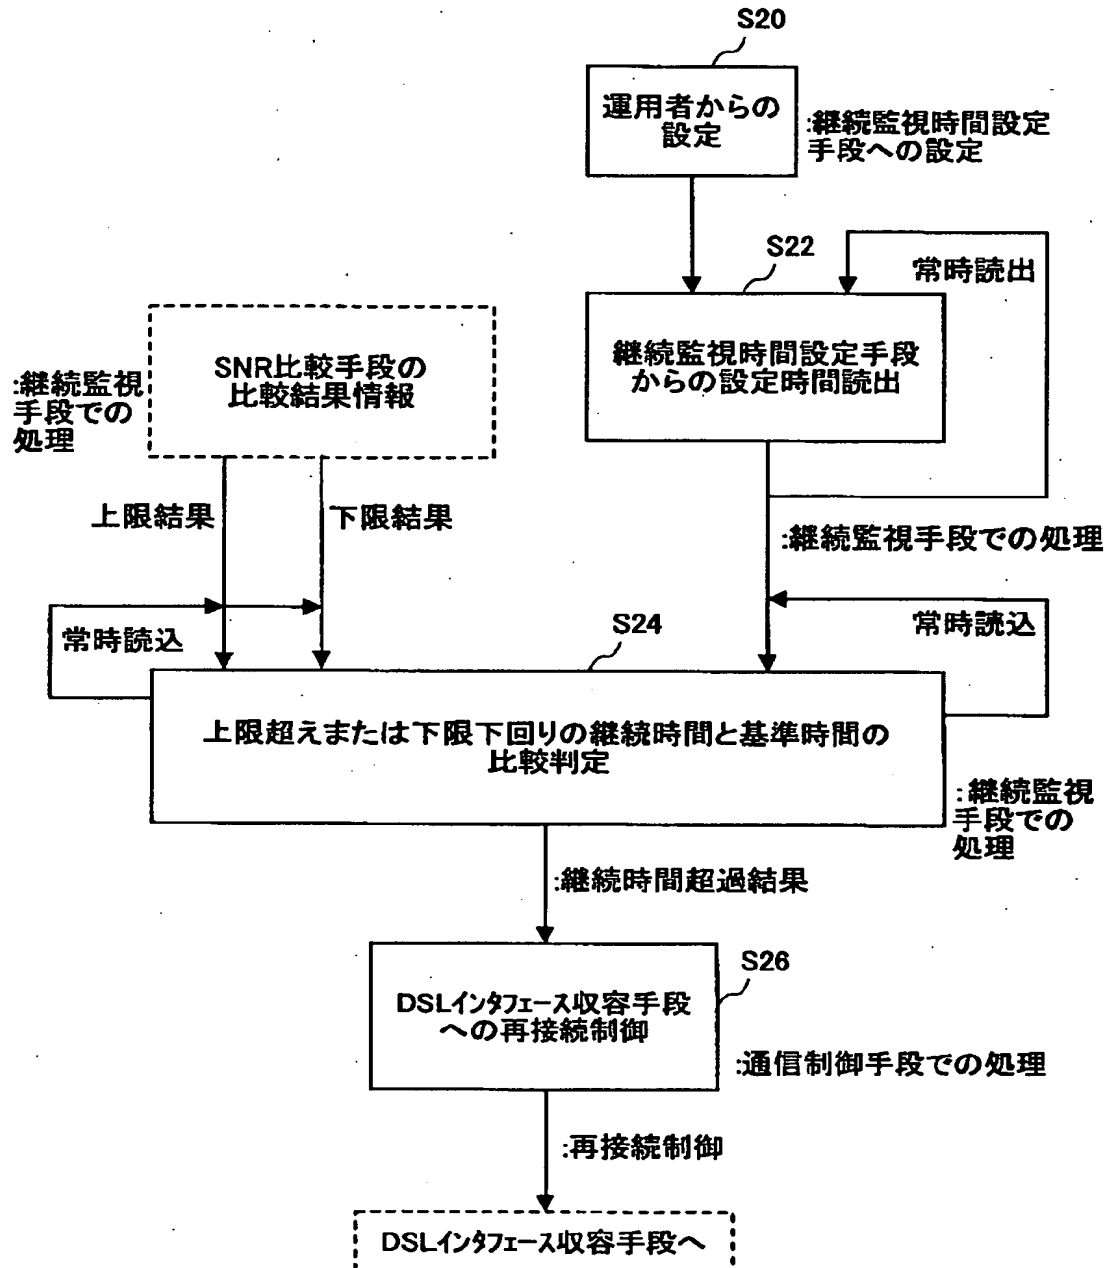 S20
運用者からの
設定
:継続監視時間設定
手段への設定
S22
常時読出
継続監視時間設定手段
からの設定時間読出
SNR比較手段の
比較結果情報
:継続監視
手段での
処理
上限結果
下限結果
:継続監視手段での処理
常時読込
常時読込
S24
上限超えまたは下限下回りの継続時間と基準時間の
比較判定
:継続監視
手段での
処理
:継続時間超過結果
S26
DSLインタフェース収容手段
への再接続制御
:通信制御手段での処理
:再接続制御
DSLインタフェース収容手段へ